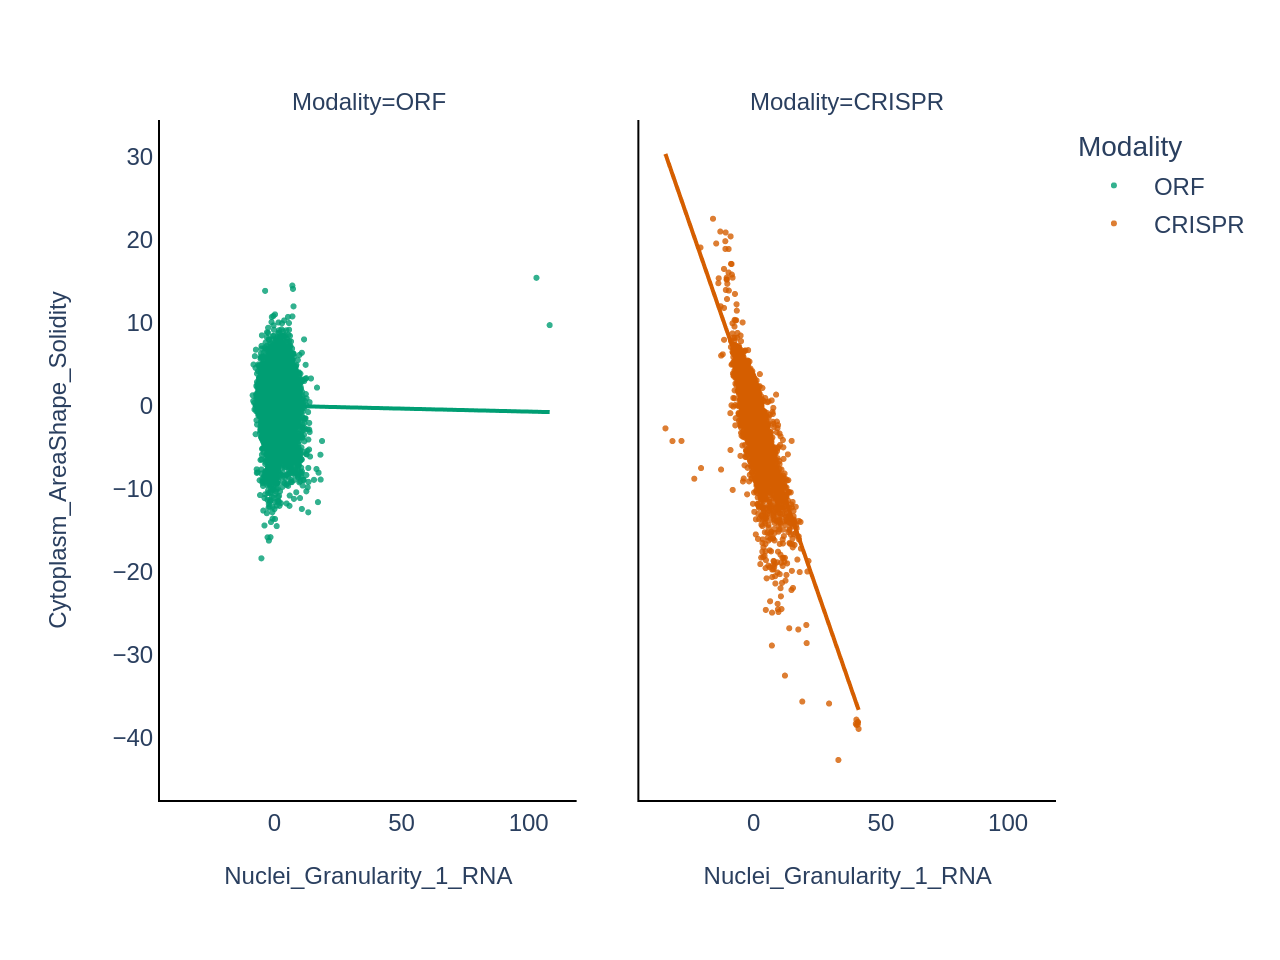 Modality=ORF
Modality=CRISPR
Modality
ORF
CRISPR
30
20
10
0
−10
−20
−30
−40
Cytoplasm_AreaShape_Solidity
0
50
100
0
50
100
Nuclei_Granularity_1_RNA
Nuclei_Granularity_1_RNA